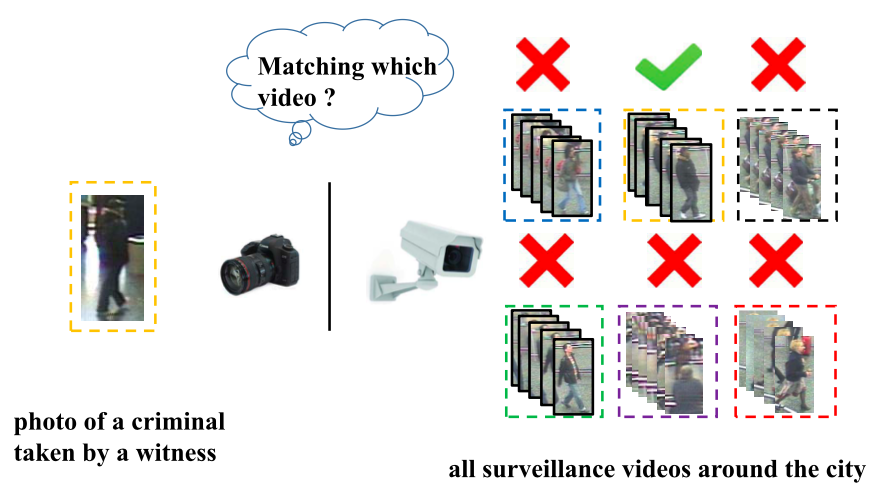 Matching which
video ?
photo of a criminal
taken by a witness
all surveillance videos around the city